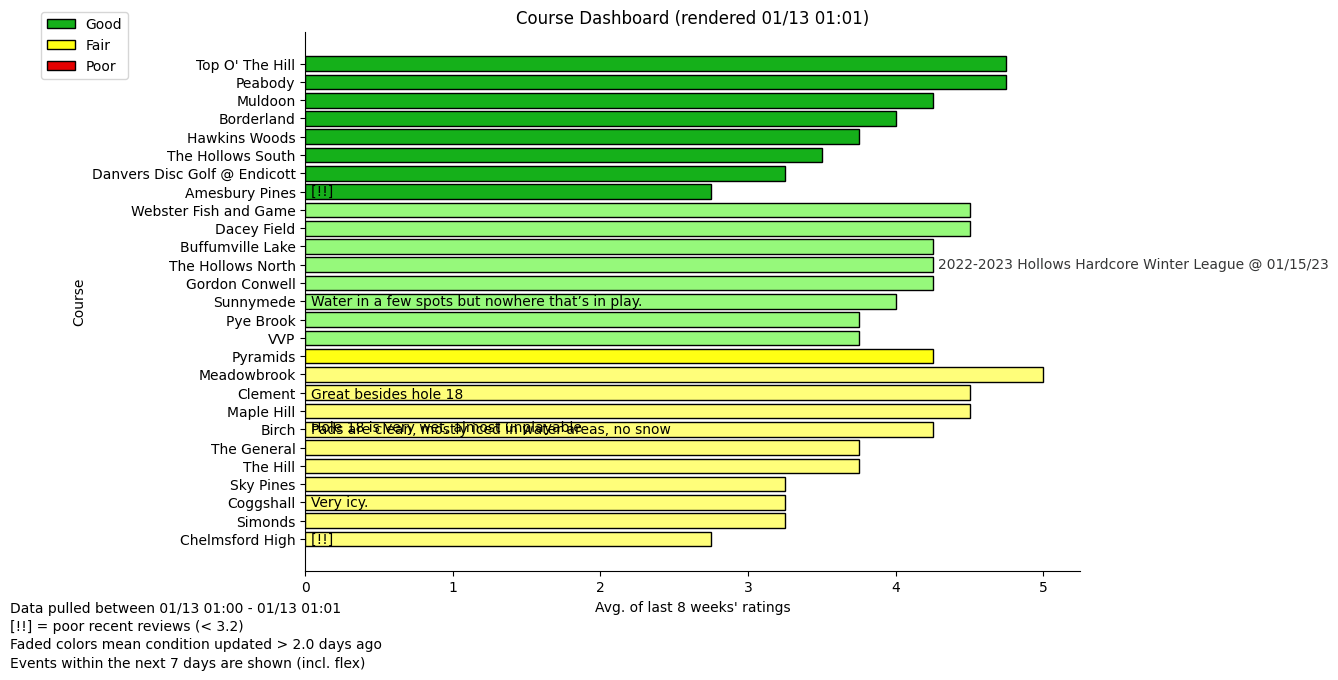 Course Dashboard (rendered 01/13 01:01)
Good
Fair
Poor
Course
Top O' The Hill
Peabody
Muldoon
Borderland
Hawkins Woods
The Hollows South
Danvers Disc Golf @ Endicott
Amesbury Pines [!!]
Webster Fish and Game
Dacey Field
Buffumville Lake
The Hollows North 2022-2023 Hollows Hardcore Winter League @ 01/15/23
Gordon Conwell
Sunnymede Water in a few spots but nowhere that’s in play.
Pye Brook
VVP
Pyramids
Meadowbrook
Clement Great besides hole 18
Maple Hill
Hole 18 is very wet, almost unplayable
Birch Pads are clean, mostly iced in water areas, no snow
The General
The Hill
Sky Pines
Coggshall Very icy.
Simonds
Chelmsford High [!!]
0 1 2 3 4 5
Avg. of last 8 weeks' ratings
Data pulled between 01/13 01:00 - 01/13 01:01
[!!] = poor recent reviews (< 3.2)
Faded colors mean condition updated > 2.0 days ago
Events within the next 7 days are shown (incl. flex)